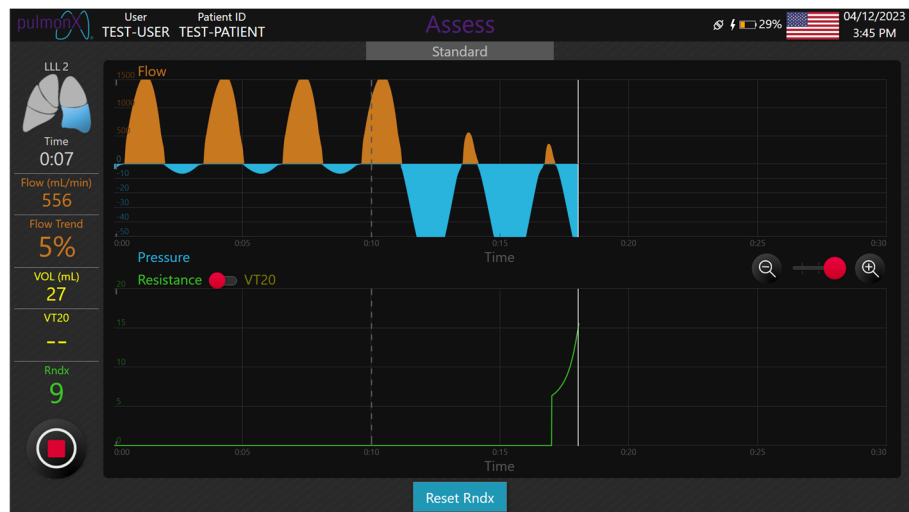 pulmonX
User
TEST-USER
Patient ID
TEST-PATIENT
Assess
29%
04/12/2023
3:45 PM
Standard
LLL 2
Time
0:07
Flow (mL/min)
556
Flow Trend
5%
VOL (mL)
27
VT20
--
Rndx
9
Flow
1500
1000
500
0
-10
-20
-30
-40
-50
0:00 0:05 0:10 0:15 0:20 0:25 0:30
Time
Pressure
Resistance VT20
20
15
10
5
0
0:00 0:05 0:10 0:15 0:20 0:25 0:30
Time
Reset Rndx